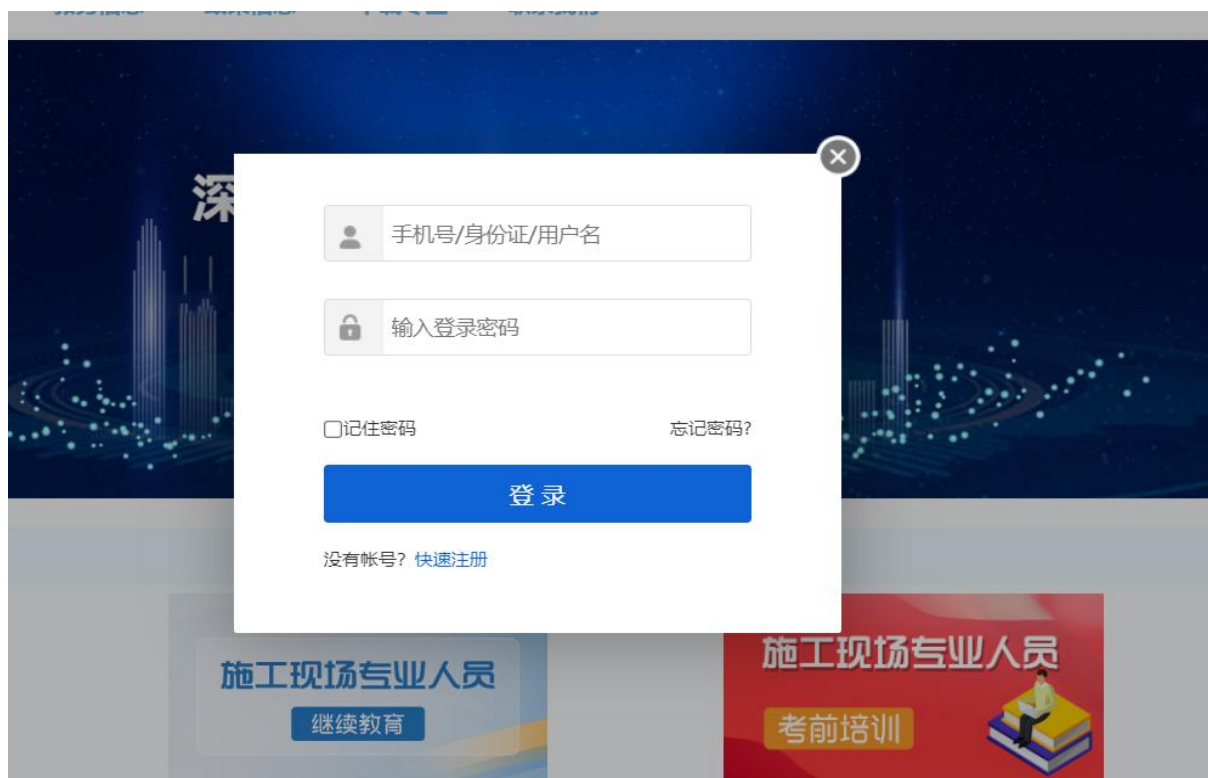 深
手机号/身份证/用户名
输入登录密码
记住密码
忘记密码?
登 录
没有帐号? 快速注册
施工现场专业人员
继续教育
施工现场专业人员
考前培训